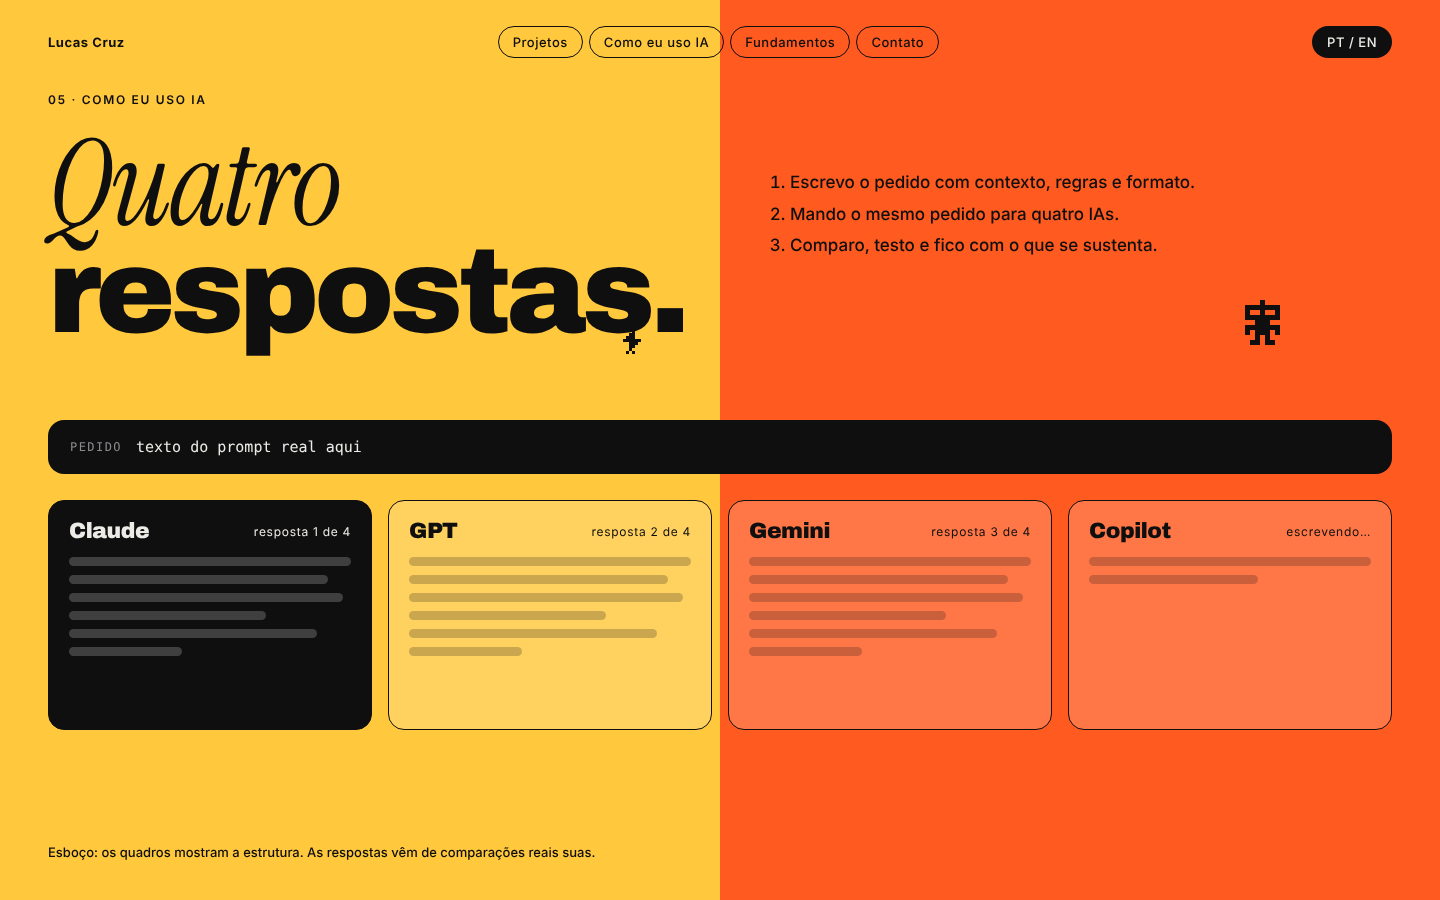 Lucas Cruz
Projetos
Como eu uso IA
Fundamentos
Contato
PT / EN
05 · COMO EU USO IA
Quatro
respostas.
1. Escrevo o pedido com contexto, regras e formato.
2. Mando o mesmo pedido para quatro IAs.
3. Comparo, testo e fico com o que se sustenta.
PEDIDO texto do prompt real aqui
Claude
resposta 1 de 4
GPT
resposta 2 de 4
Gemini
resposta 3 de 4
Copilot
escrevendo...
Esboço: os quadros mostram a estrutura. As respostas vêm de comparações reais suas.